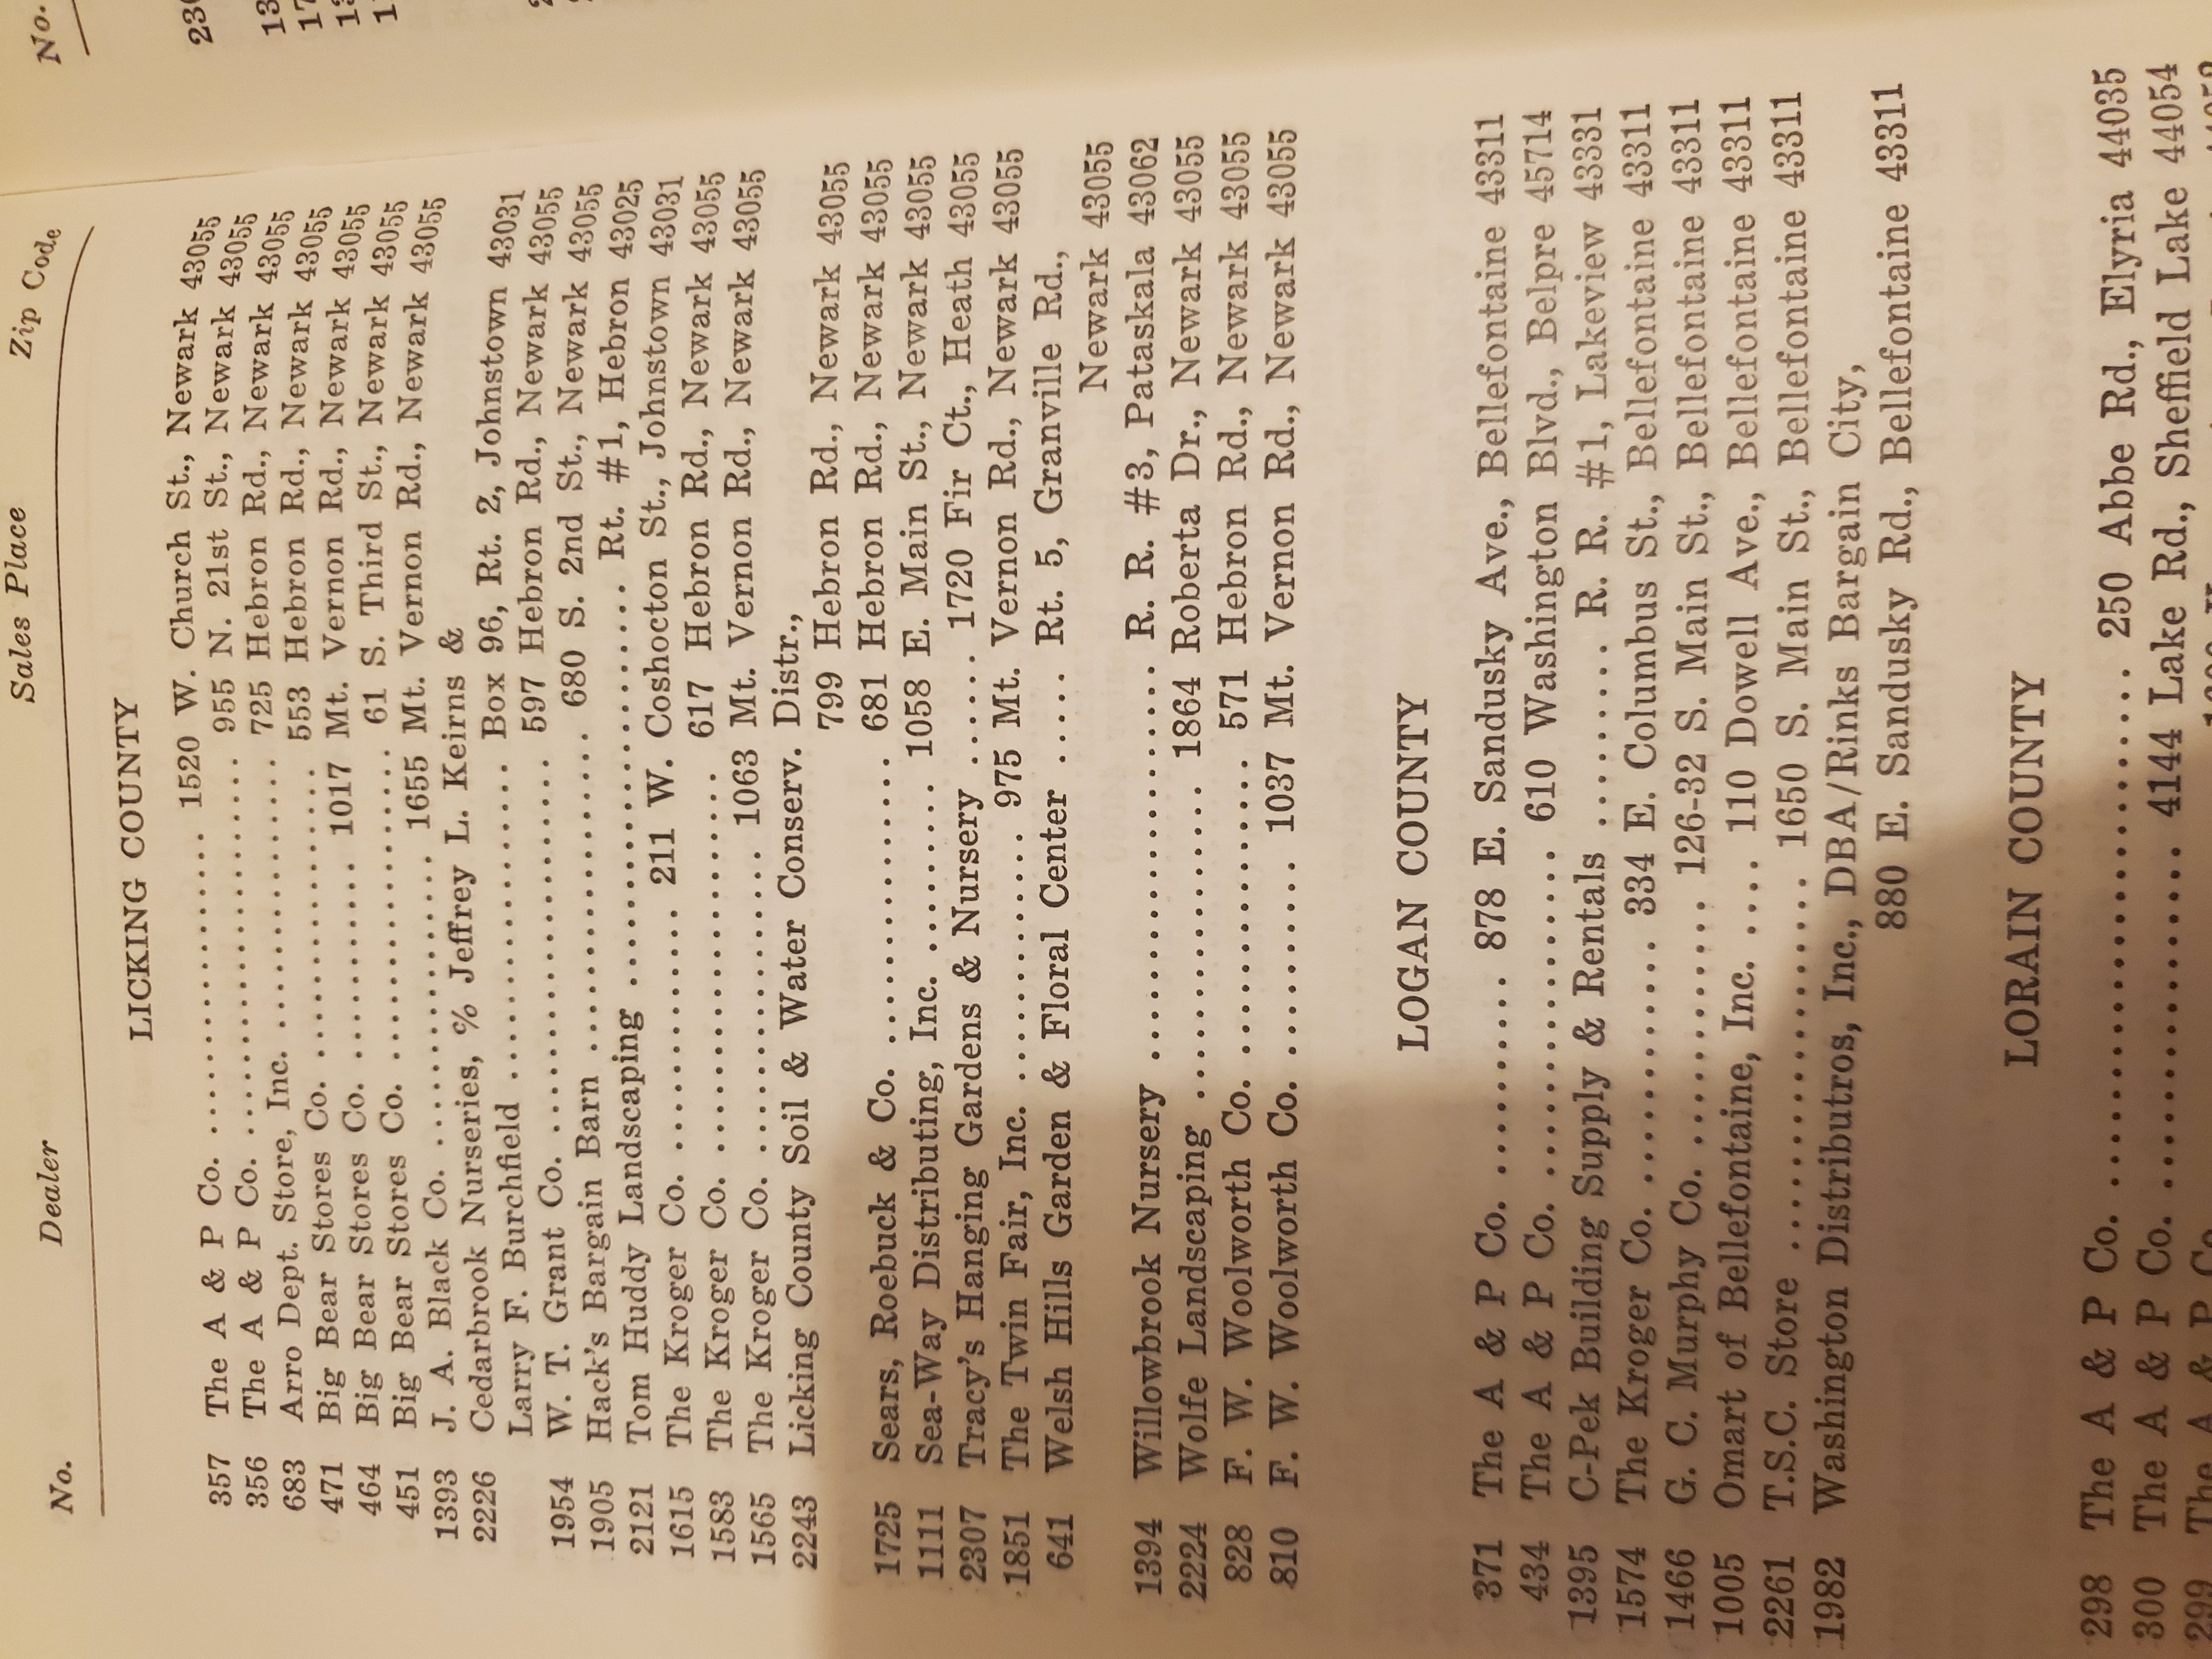 No. Dealer Sales Place Zip Code
LICKING COUNTY
357 The A & P Co. .......................... 1520 W. Church St., Newark 43055
356 The A & P Co. .............................. 955 N. 21st St., Newark 43055
683 Arro Dept. Store, Inc. ...................... 725 Hebron Rd., Newark 43055
471 Big Bear Stores Co. ........................ 553 Hebron Rd., Newark 43055
464 Big Bear Stores Co. ................ 1017 Mt. Vernon Rd., Newark 43055
451 Big Bear Stores Co. ........................ 61 S. Third St., Newark 43055
1393 J. A. Black Co. ...................... 1655 Mt. Vernon Rd., Newark 43055
2226 Cedarbrook Nurseries, % Jeffrey L. Keirns &
Larry F. Burchfield ........................ Box 96, Rt. 2, Johnstown 43031
1954 W. T. Grant Co. ............................ 597 Hebron Rd., Newark 43055
1905 Hack's Bargain Barn ........................ 680 S. 2nd St., Newark 43055
2121 Tom Huddy Landscaping ............................ Rt. #1, Hebron 43025
1615 The Kroger Co. .................. 211 W. Coshocton St., Johnstown 43031
1583 The Kroger Co. ............................ 617 Hebron Rd., Newark 43055
1565 The Kroger Co. ...................... 1063 Mt. Vernon Rd., Newark 43055
2243 Licking County Soil & Water Conserv. Distr.,
799 Hebron Rd., Newark 43055
1725 Sears, Roebuck & Co. ...................... 681 Hebron Rd., Newark 43055
1111 Sea-Way Distributing, Inc. .......... 1058 E. Main St., Newark 43055
2307 Tracy's Hanging Gardens & Nursery ...... 1720 Fir Ct., Heath 43055
1851 The Twin Fair, Inc. .................. 975 Mt. Vernon Rd., Newark 43055
641 Welsh Hills Garden & Floral Center .... Rt. 5, Granville Rd.,
Newark 43055
1394 Willowbrook Nursery .......................... R. R. #3, Pataskala 43062
2224 Wolfe Landscaping .................... 1864 Roberta Dr., Newark 43055
828 F. W. Woolworth Co. .................... 571 Hebron Rd., Newark 43055
810 F. W. Woolworth Co. ............ 1037 Mt. Vernon Rd., Newark 43055
LOGAN COUNTY
371 The A & P Co. ............ 878 E. Sandusky Ave., Bellefontaine 43311
434 The A & P Co. .................... 610 Washington Blvd., Belpre 45714
1395 C-Pek Building Supply & Rentals .......... R. R. #1, Lakeview 43331
1574 The Kroger Co. .............. 334 E. Columbus St., Bellefontaine 43311
1466 G. C. Murphy Co. .............. 126-32 S. Main St., Bellefontaine 43311
1005 Omart of Bellefontaine, Inc. .... 110 Dowell Ave., Bellefontaine 43311
2261 T.S.C. Store ...................... 1650 S. Main St., Bellefontaine 43311
1982 Washington Distributros, Inc., DBA/Rinks Bargain City,
880 E. Sandusky Rd., Bellefontaine 43311
LORAIN COUNTY
298 The A & P Co. ............................ 250 Abbe Rd., Elyria 44035
300 The A & P Co. .................. 4144 Lake Rd., Sheffield Lake 44054
299 The A & P Co.
No.